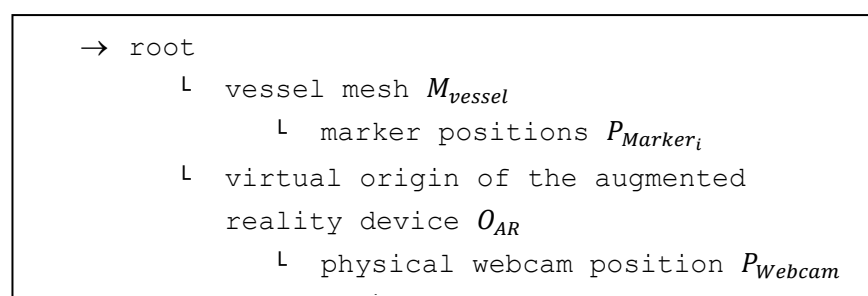 → root
└ vessel mesh M_vessel
└ marker positions P_Marker_i
└ virtual origin of the augmented
reality device O_AR
└ physical webcam position P_Webcam